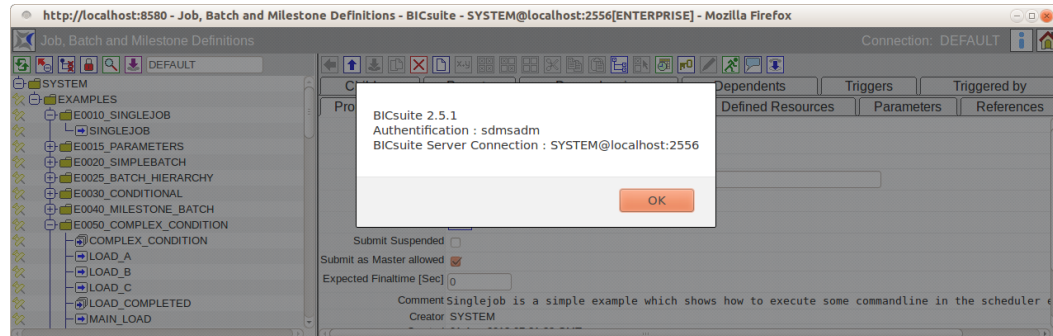 http://localhost:8580 - Job, Batch and Milestone Definitions - BICsuite - SYSTEM@localhost:2556[ENTERPRISE] - Mozilla Firefox
Job, Batch and Milestone Definitions
Connection: DEFAULT
DEFAULT
SYSTEM
EXAMPLES
E0010_SINGLEJOB
SINGLEJOB
E0015_PARAMETERS
E0020_SIMPLEBATCH
E0025_BATCH_HIERARCHY
E0030_CONDITIONAL
E0040_MILESTONE_BATCH
E0050_COMPLEX_CONDITION
COMPLEX_CONDITION
LOAD_A
LOAD_B
LOAD_C
LOAD_COMPLETED
MAIN_LOAD
Dependents Triggers Triggered by
Defined Resources Parameters References
BICsuite 2.5.1
Authentification : sdmsadm
BICsuite Server Connection : SYSTEM@localhost:2556
OK
Submit Suspended
Submit as Master allowed
Expected Finaltime [Sec] 0
Comment Singlejob is a simple example which shows how to execute some commandline in the scheduler
Creator SYSTEM